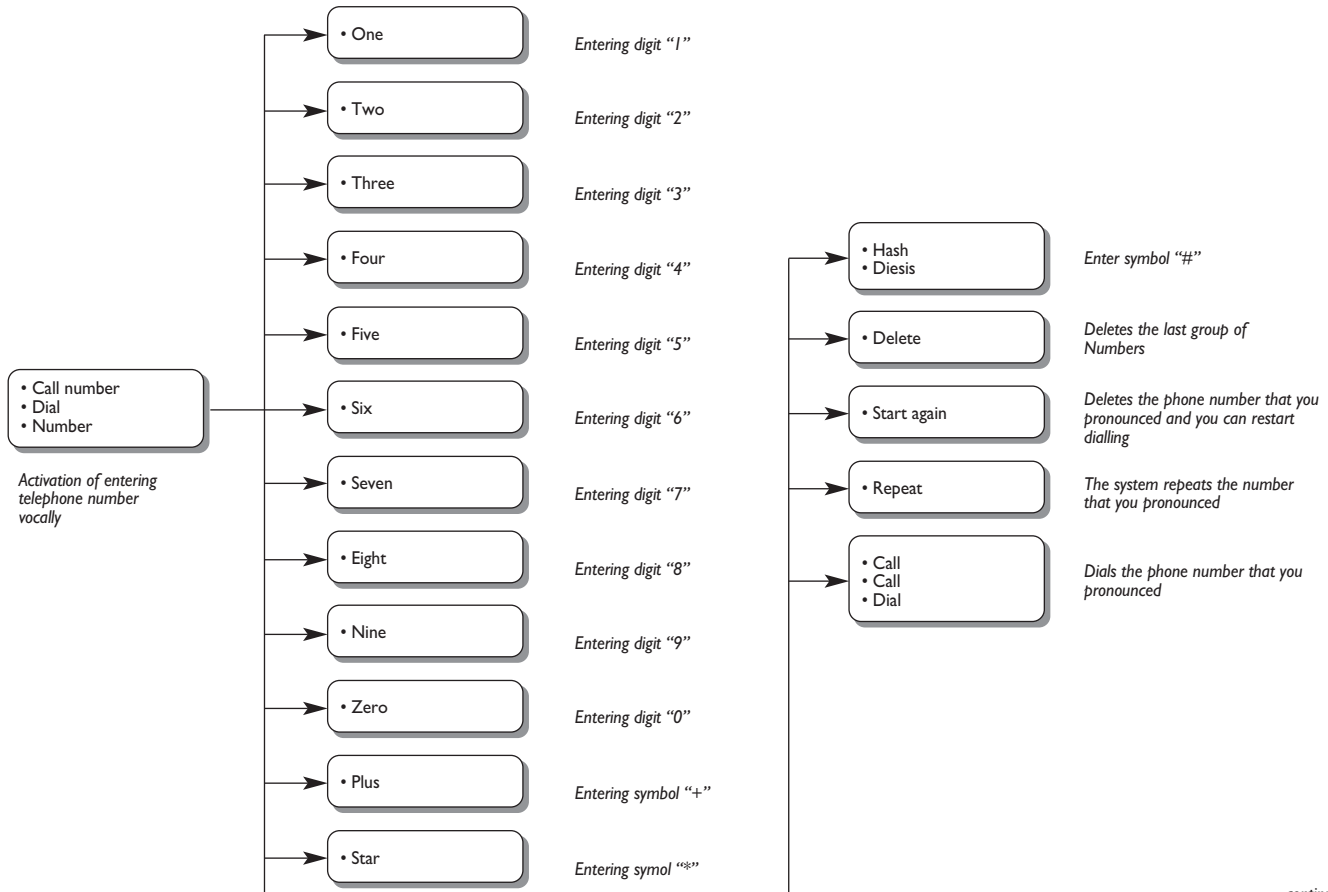 • Call number
• Dial
• Number
Activation of entering
telephone number
vocally
• One
Entering digit “1”
• Two
Entering digit “2”
• Three
Entering digit “3”
• Four
Entering digit “4”
• Five
Entering digit “5”
• Six
Entering digit “6”
• Seven
Entering digit “7”
• Eight
Entering digit “8”
• Nine
Entering digit “9”
• Zero
Entering digit “0”
• Plus
Entering symbol “+”
• Star
Entering symol “*”
• Hash
• Diesis
Enter symbol “#”
• Delete
Deletes the last group of
Numbers
• Start again
Deletes the phone number that you
pronounced and you can restart
dialling
• Repeat
The system repeats the number
that you pronounced
• Call
• Call
• Dial
Dials the phone number that you
pronounced